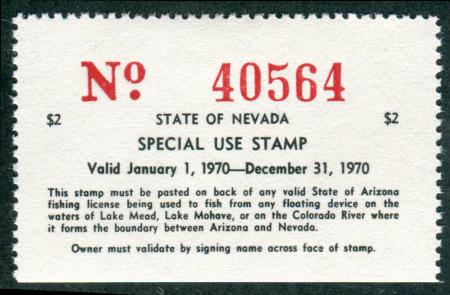 Nº 40564
$2 STATE OF NEVADA $2
SPECIAL USE STAMP
Valid January 1, 1970—December 31, 1970
This stamp must be pasted on back of any valid State of Arizona
fishing license being used to fish from any floating device on the
waters of Lake Mead, Lake Mohave, or on the Colorado River where
it forms the boundary between Arizona and Nevada.
Owner must validate by signing name across face of stamp.